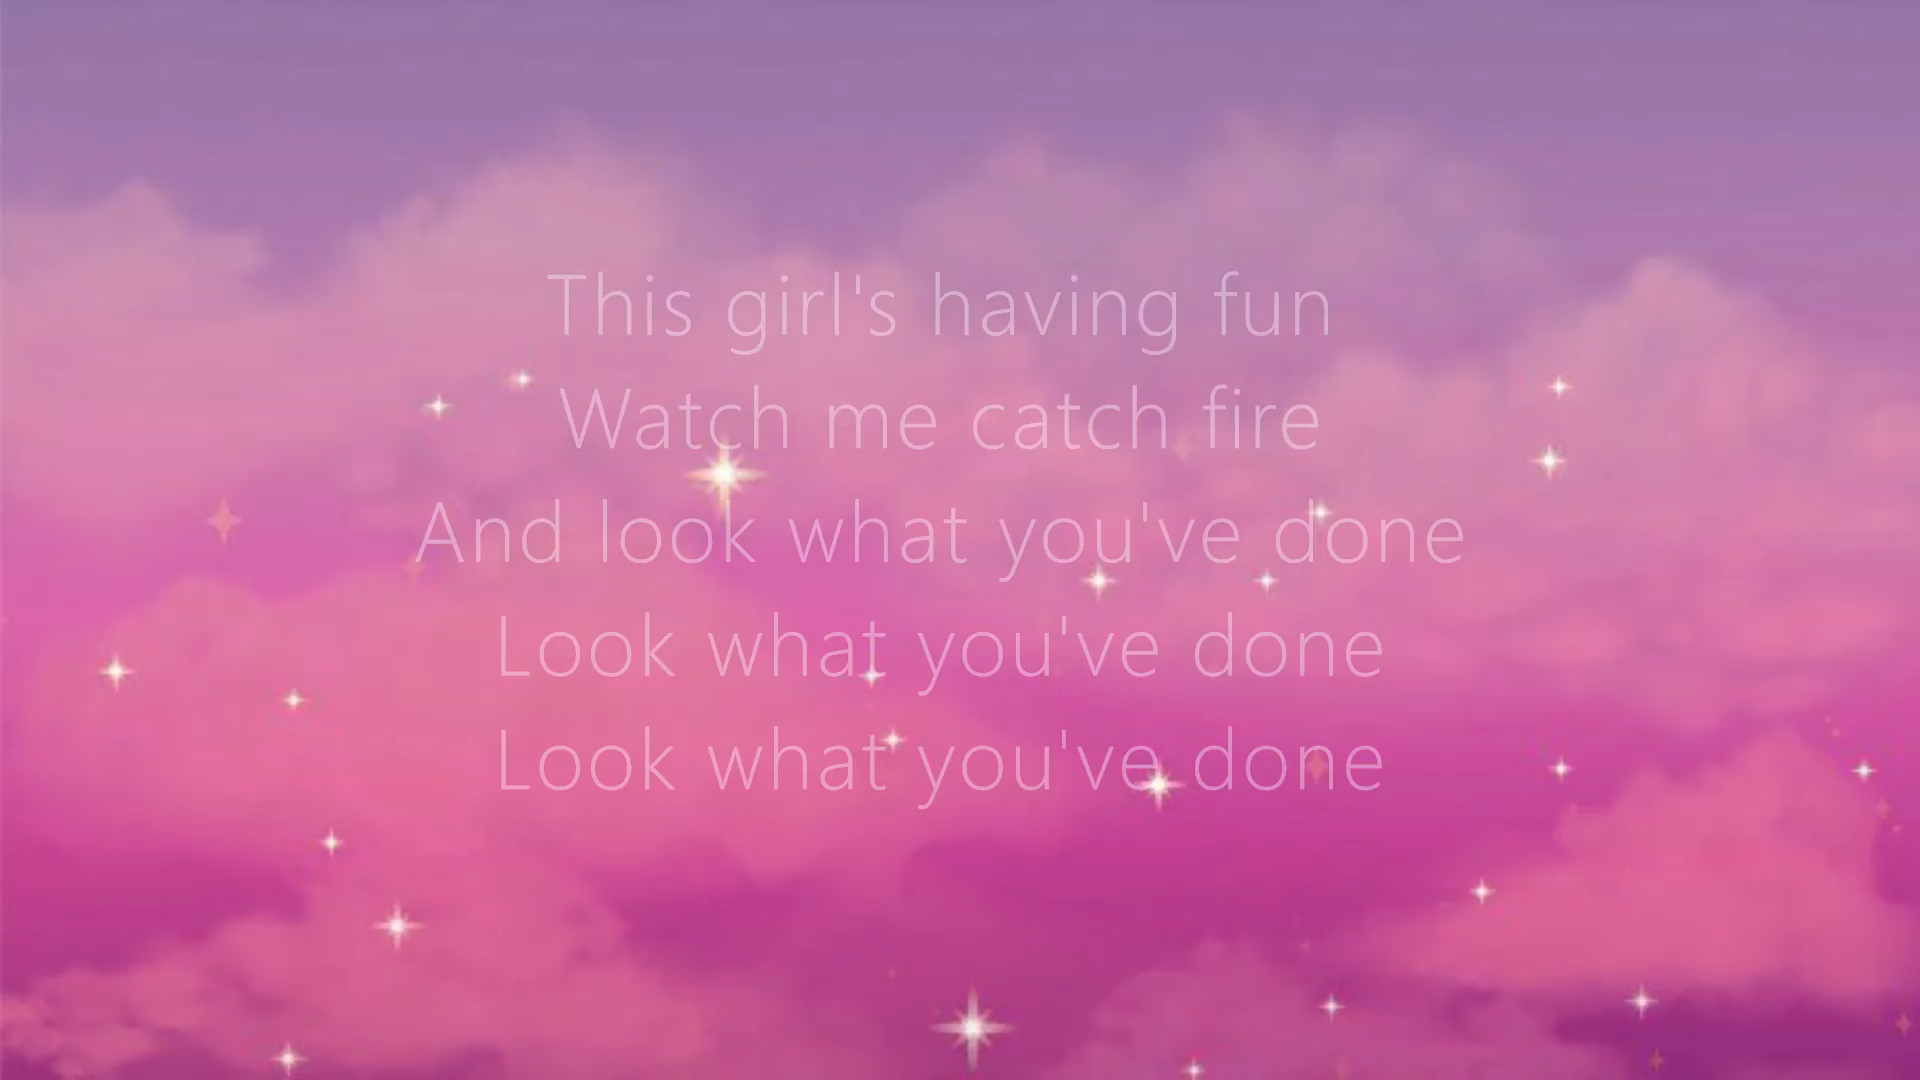 This girl's having fun
Watch me catch fire
And look what you've done
Look what you've done
Look what you've done